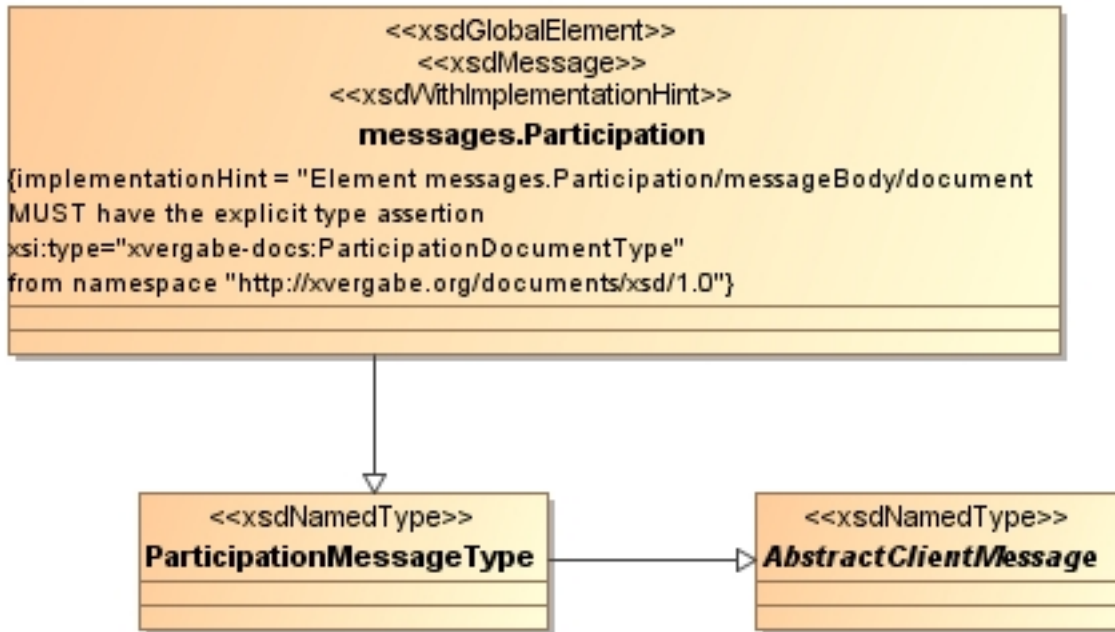 <<xsdGlobalElement>>
<<xsdMessage>>
<<xsdWithImplementationHint>>
messages.Participation
{implementationHint = "Element messages.Participation/messageBody/document
MUST have the explicit type assertion
xsi:type="xvergabe-docs:ParticipationDocumentType"
from namespace "http://xvergabe.org/documents/xsd/1.0"}
<<xsdNamedType>>
ParticipationMessageType
<<xsdNamedType>>
AbstractClientMessage